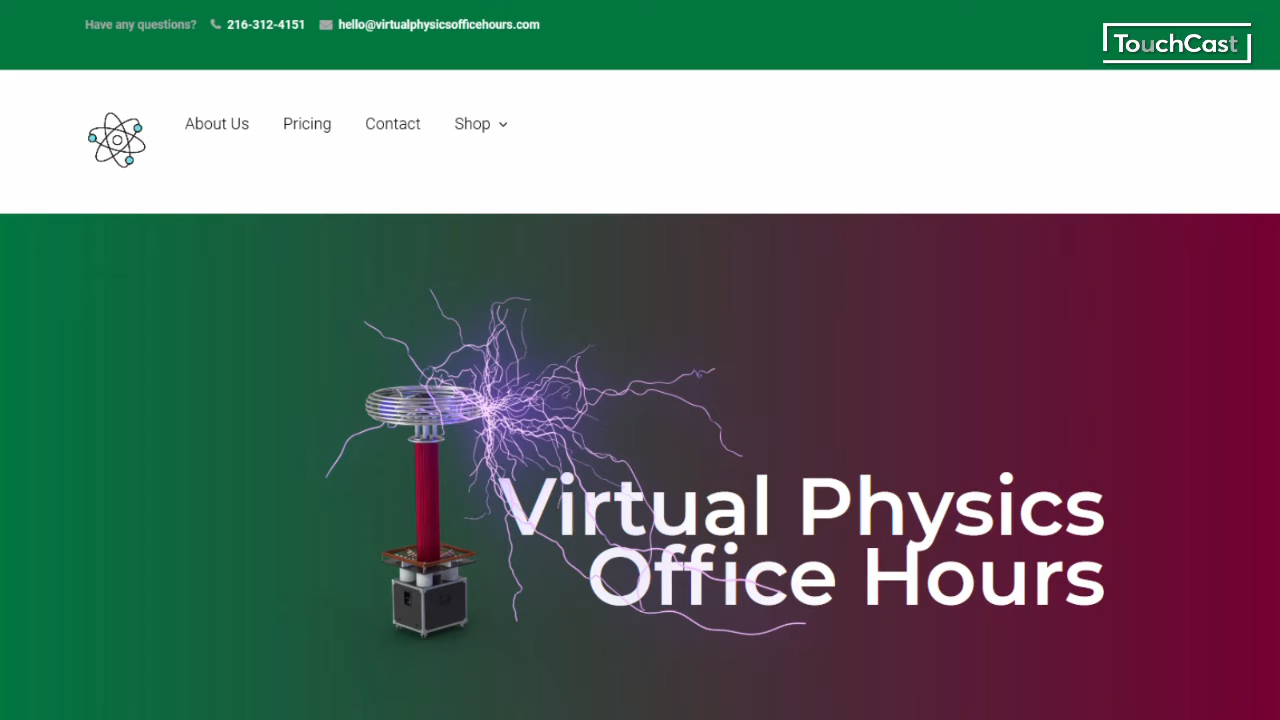 Have any questions? 216-312-4151 hello@virtualphysicsofficehours.com
TouchCast
About Us Pricing Contact Shop
Virtual Physics
Office Hours